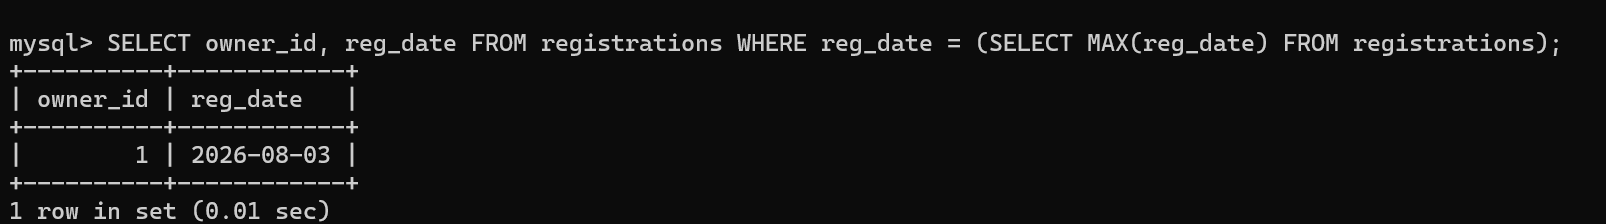 mysql> SELECT owner_id, reg_date FROM registrations WHERE reg_date = (SELECT MAX(reg_date) FROM registrations);
+----------+------------+
| owner_id | reg_date   |
+----------+------------+
|        1 | 2026-08-03 |
+----------+------------+
1 row in set (0.01 sec)